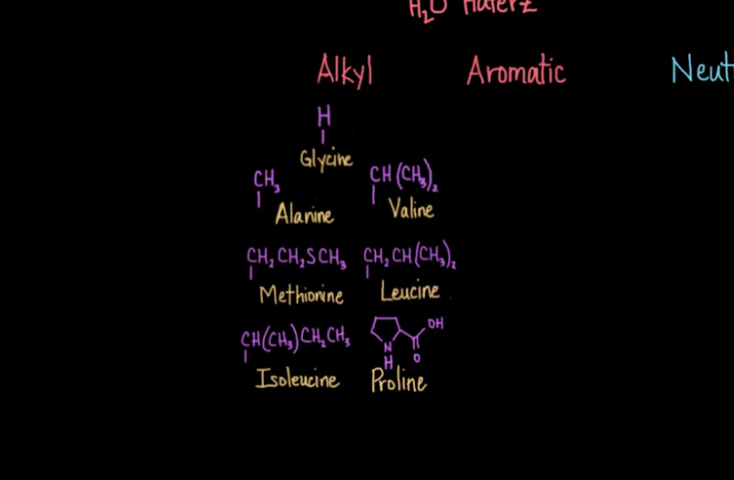 H₂O Haterz
Alkyl Aromatic Neut
H
Glycine
CH₃ CH(CH₃)₂
Alanine Valine
CH₂CH₂SCH₃ CH₂CH(CH₃)₂
Methionine Leucine
CH(CH₃)CH₂CH₃ N H O OH
Isoleucine Proline